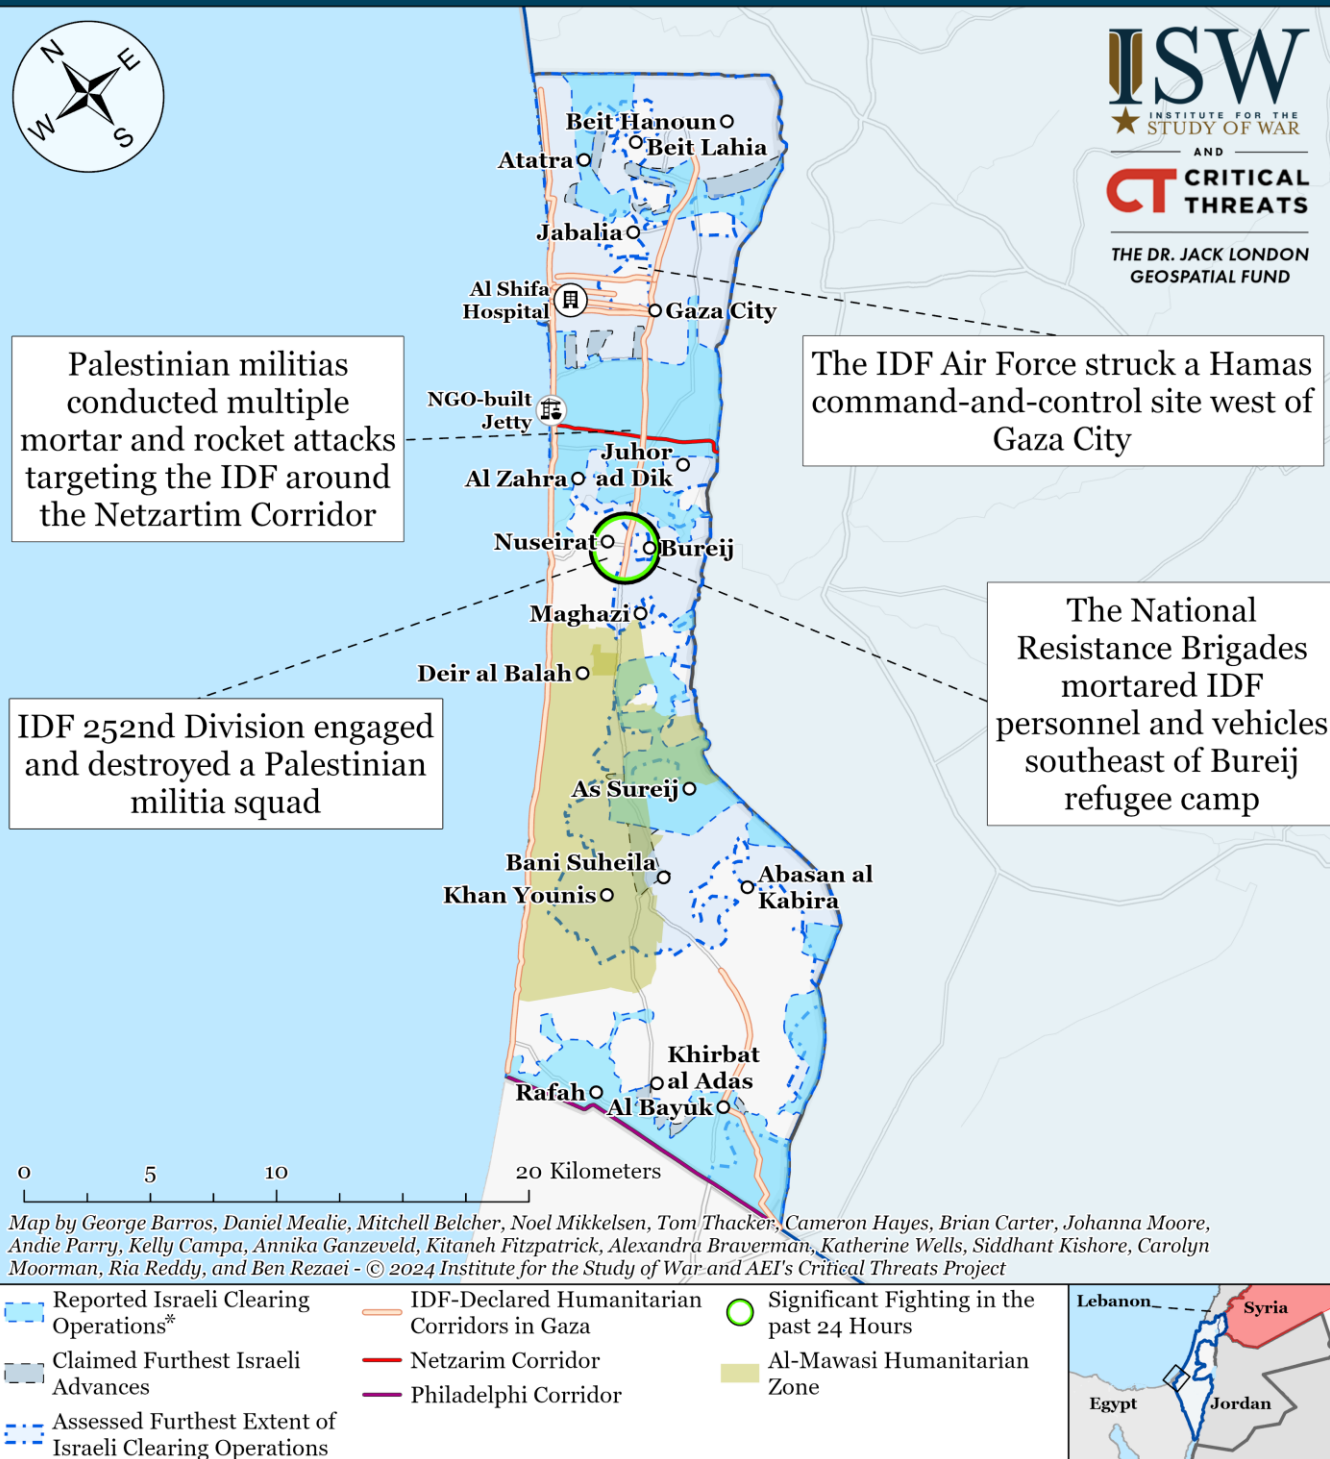 N
E
W
S
ISW
INSTITUTE FOR THE
STUDY OF WAR
AND
CT CRITICAL
THREATS
THE DR. JACK LONDON
GEOSPATIAL FUND
Beit Hanoun
Beit Lahia
Atatra
Jabalia
Al Shifa
Hospital
Gaza City
Palestinian militias
conducted multiple
mortar and rocket attacks
targeting the IDF around
the Netzartim Corridor
The IDF Air Force struck a Hamas
command-and-control site west of
Gaza City
NGO-built
Jetty
Juhor
ad Dik
Al Zahra
Nuseirat
Bureij
Maghazi
Deir al Balah
The National
Resistance Brigades
mortared IDF
personnel and vehicles
southeast of Bureij
refugee camp
IDF 252nd Division engaged
and destroyed a Palestinian
militia squad
As Sureij
Bani Suheila
Khan Younis
Abasan al
Kabira
Khirbat
al Adas
Rafah
Al Bayuk
0 5 10 20 Kilometers
Map by George Barros, Daniel Mealie, Mitchell Belcher, Noel Mikkelsen, Tom Thacker, Cameron Hayes, Brian Carter, Johanna Moore,
Andie Parry, Kelly Campa, Annika Ganzeveld, Kitaneh Fitzpatrick, Alexandra Braverman, Katherine Wells, Siddhant Kishore, Carolyn
Moorman, Ria Reddy, and Ben Rezaei - © 2024 Institute for the Study of War and AEI's Critical Threats Project
Reported Israeli Clearing
Operations*
Claimed Furthest Israeli
Advances
Assessed Furthest Extent of
Israeli Clearing Operations
IDF-Declared Humanitarian
Corridors in Gaza
Netzarim Corridor
Philadelphi Corridor
Significant Fighting in the
past 24 Hours
Al-Mawasi Humanitarian
Zone
Lebanon
Syria
Egypt
Jordan